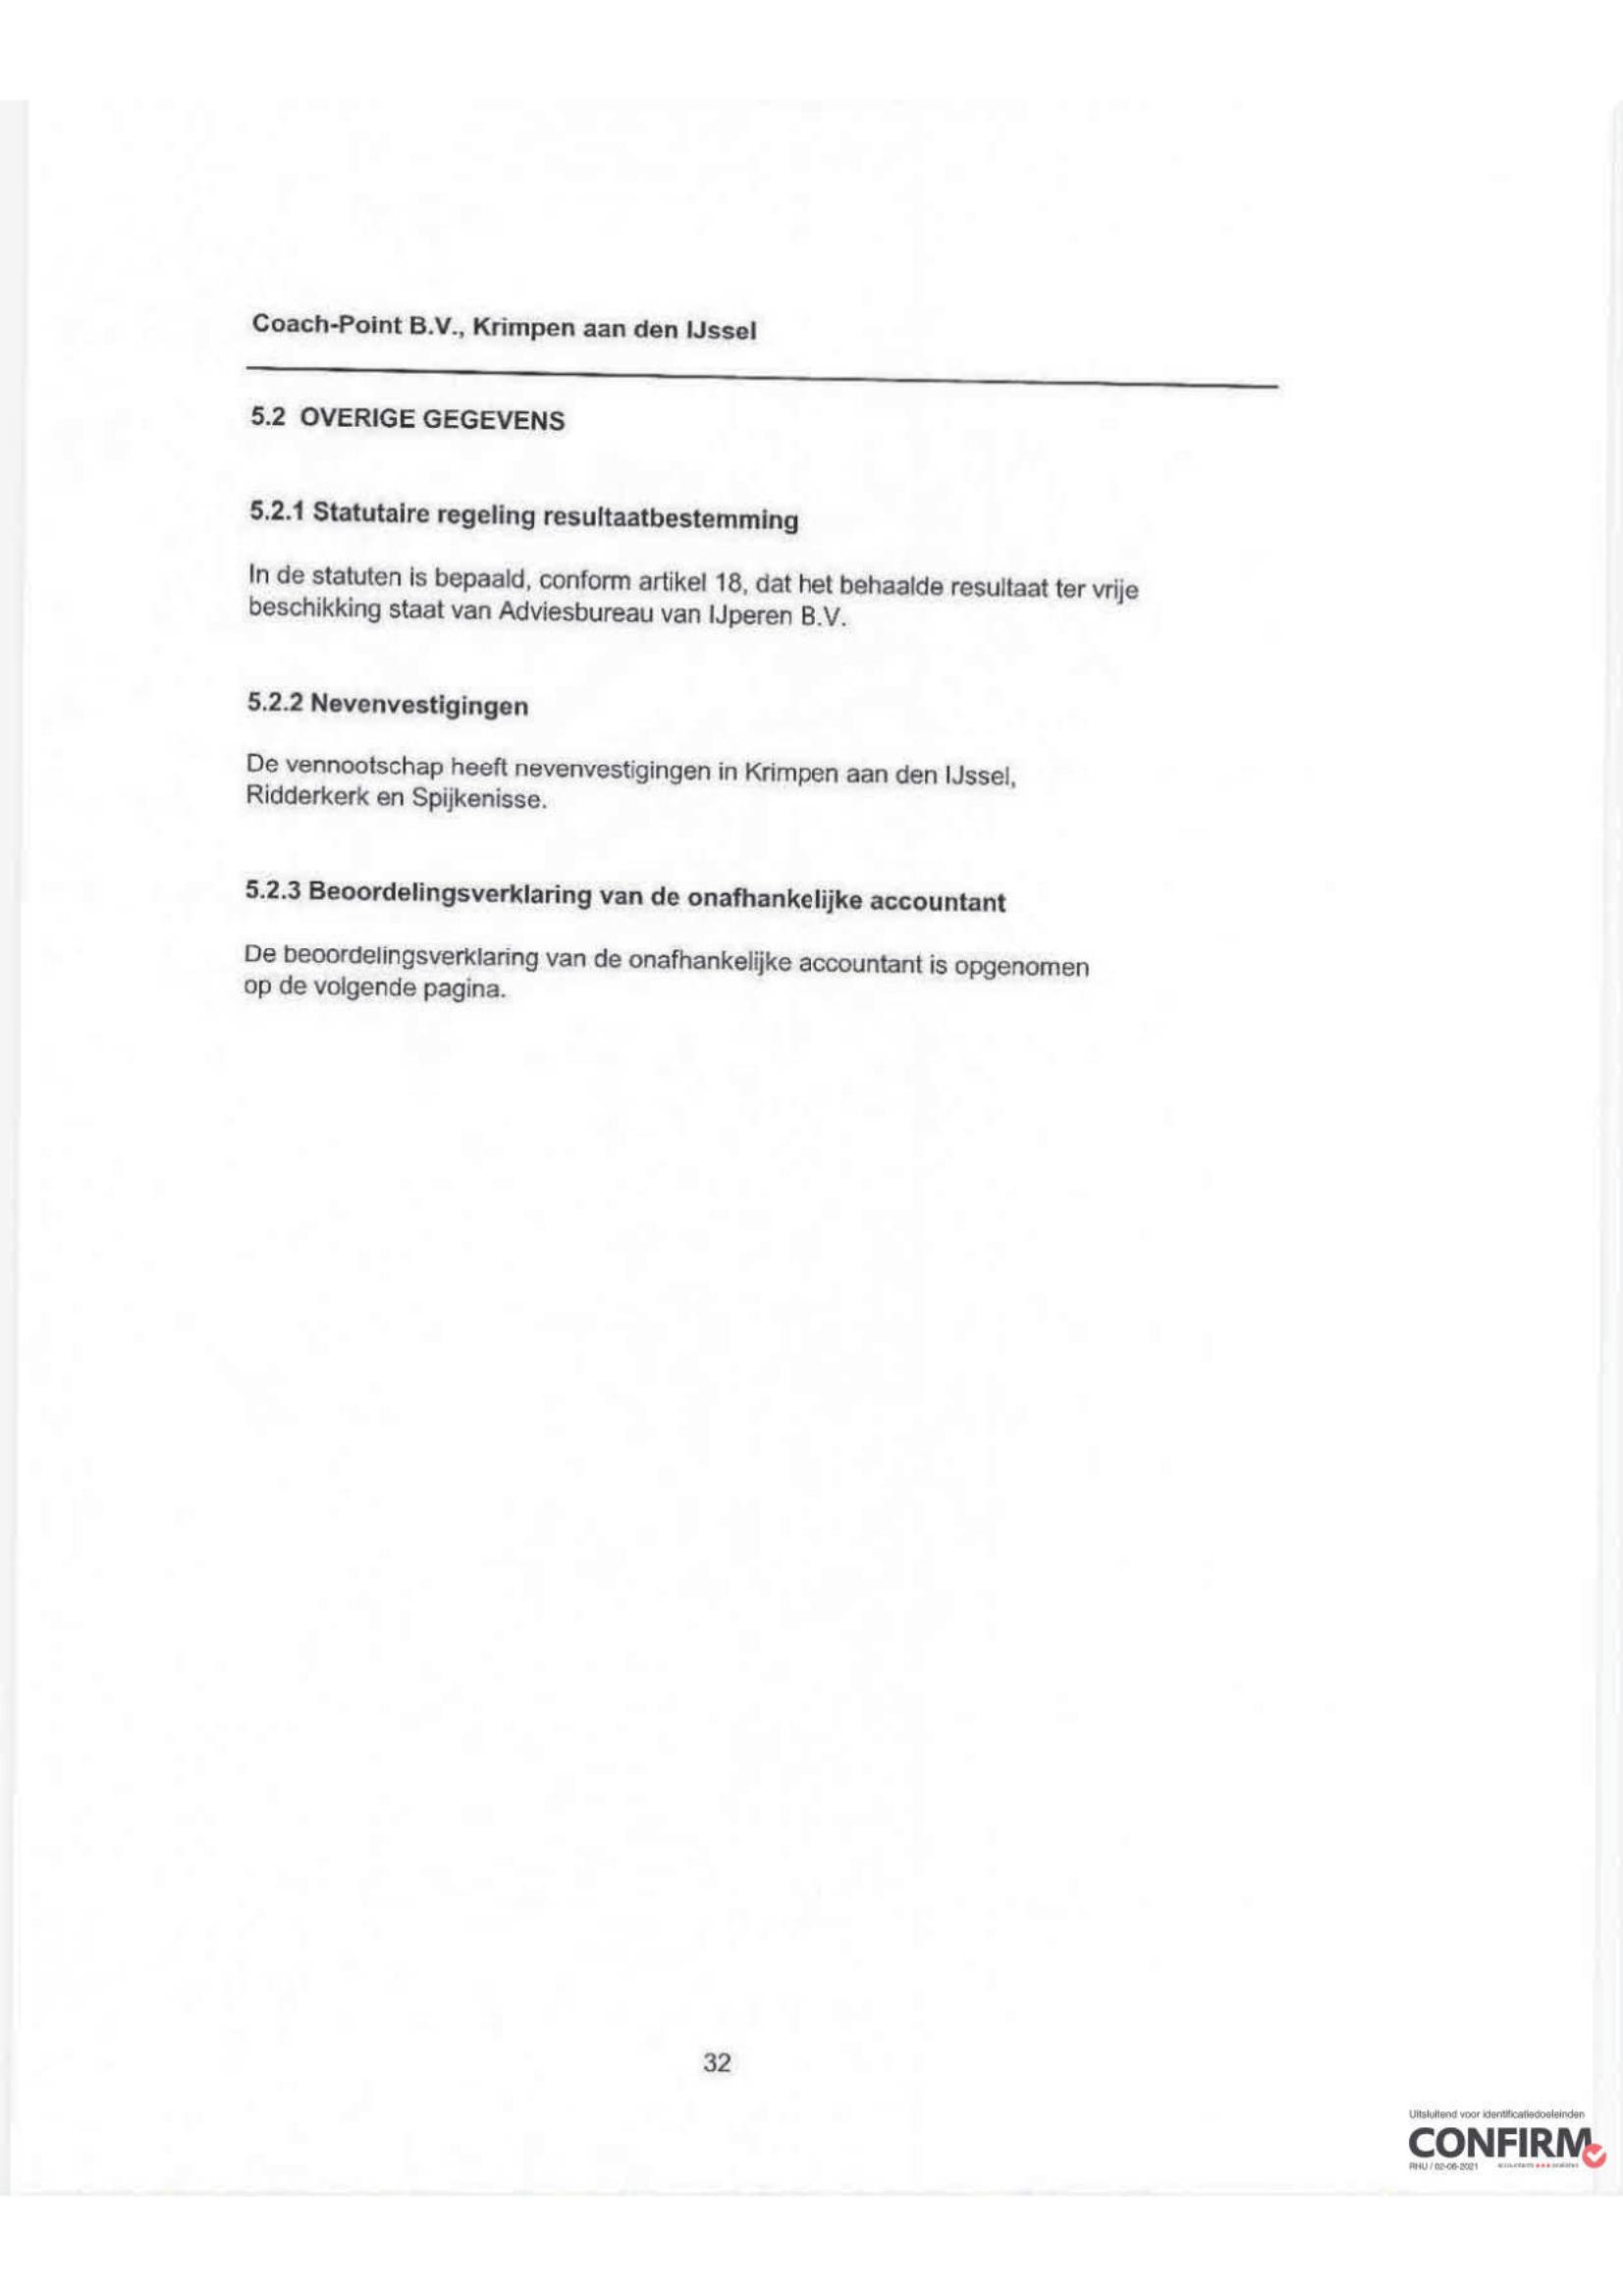 Coach-Point B.V., Krimpen aan den IJssel
5.2 OVERIGE GEGEVENS
5.2.1 Statutaire regeling resultaatbestemming
In de statuten is bepaald, conform artikel 18, dat het behaalde resultaat ter vrije
beschikking staat van Adviesbureau van IJperen B.V.
5.2.2 Nevenvestigingen
De vennootschap heeft nevenvestigingen in Krimpen aan den IJssel,
Ridderkerk en Spijkenisse.
5.2.3 Beoordelingsverklaring van de onafhankelijke accountant
De beoordelingsverklaring van de onafhankelijke accountant is opgenomen
op de volgende pagina.
32
Uitsluitend voor identificatiedoeleinden
CONFIRM
RHU / 02-06-2021